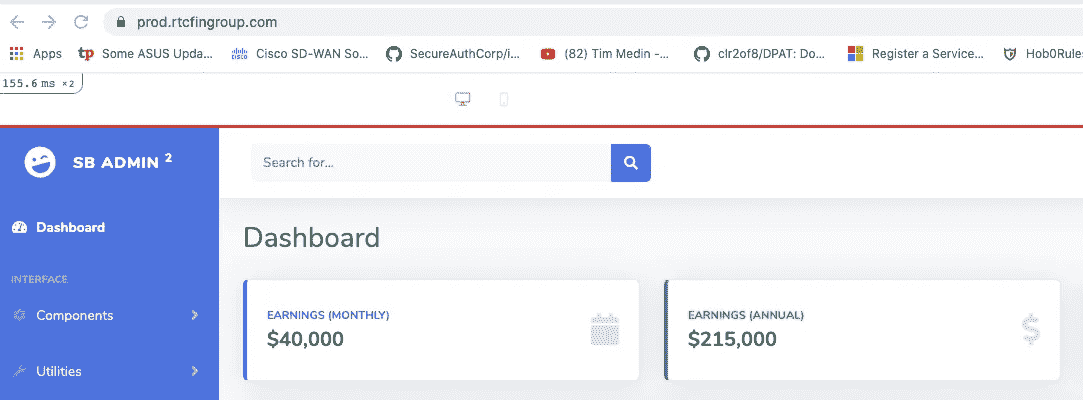 prod.rtcfingroup.com
Apps Some ASUS Upda... Cisco SD-WAN So... SecureAuthCorp/i... (82) Tim Medin -... clr2of8/DPAT: Do... Register a Service... Hob0Rules
155.6 ms ×2
SB ADMIN 2
Search for...
Dashboard
Dashboard
INTERFACE
Components
EARNINGS (MONTHLY)
$40,000
EARNINGS (ANNUAL)
$215,000
Utilities